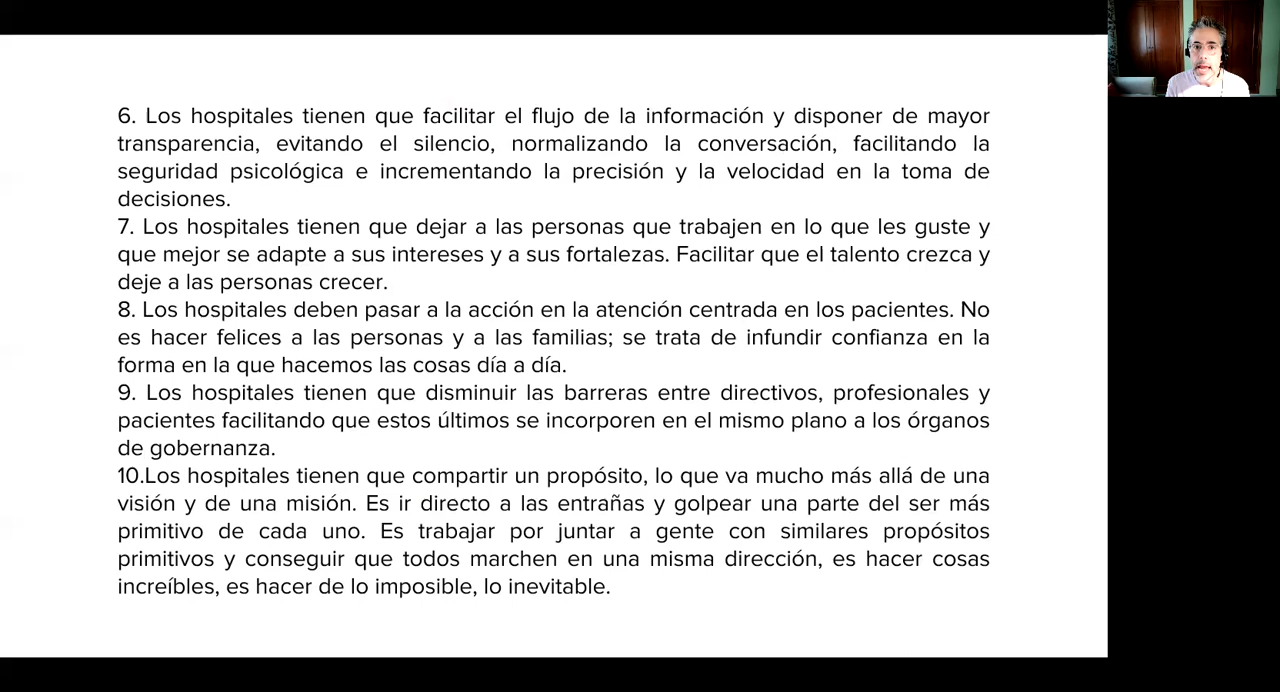 6. Los hospitales tienen que facilitar el flujo de la información y disponer de mayor
transparencia, evitando el silencio, normalizando la conversación, facilitando la
seguridad psicológica e incrementando la precisión y la velocidad en la toma de
decisiones.
7. Los hospitales tienen que dejar a las personas que trabajen en lo que les guste y
que mejor se adapte a sus intereses y a sus fortalezas. Facilitar que el talento crezca y
deje a las personas crecer.
8. Los hospitales deben pasar a la acción en la atención centrada en los pacientes. No
es hacer felices a las personas y a las familias; se trata de infundir confianza en la
forma en la que hacemos las cosas día a día.
9. Los hospitales tienen que disminuir las barreras entre directivos, profesionales y
pacientes facilitando que estos últimos se incorporen en el mismo plano a los órganos
de gobernanza.
10.Los hospitales tienen que compartir un propósito, lo que va mucho más allá de una
visión y de una misión. Es ir directo a las entrañas y golpear una parte del ser más
primitivo de cada uno. Es trabajar por juntar a gente con similares propósitos
primitivos y conseguir que todos marchen en una misma dirección, es hacer cosas
increíbles, es hacer de lo imposible, lo inevitable.